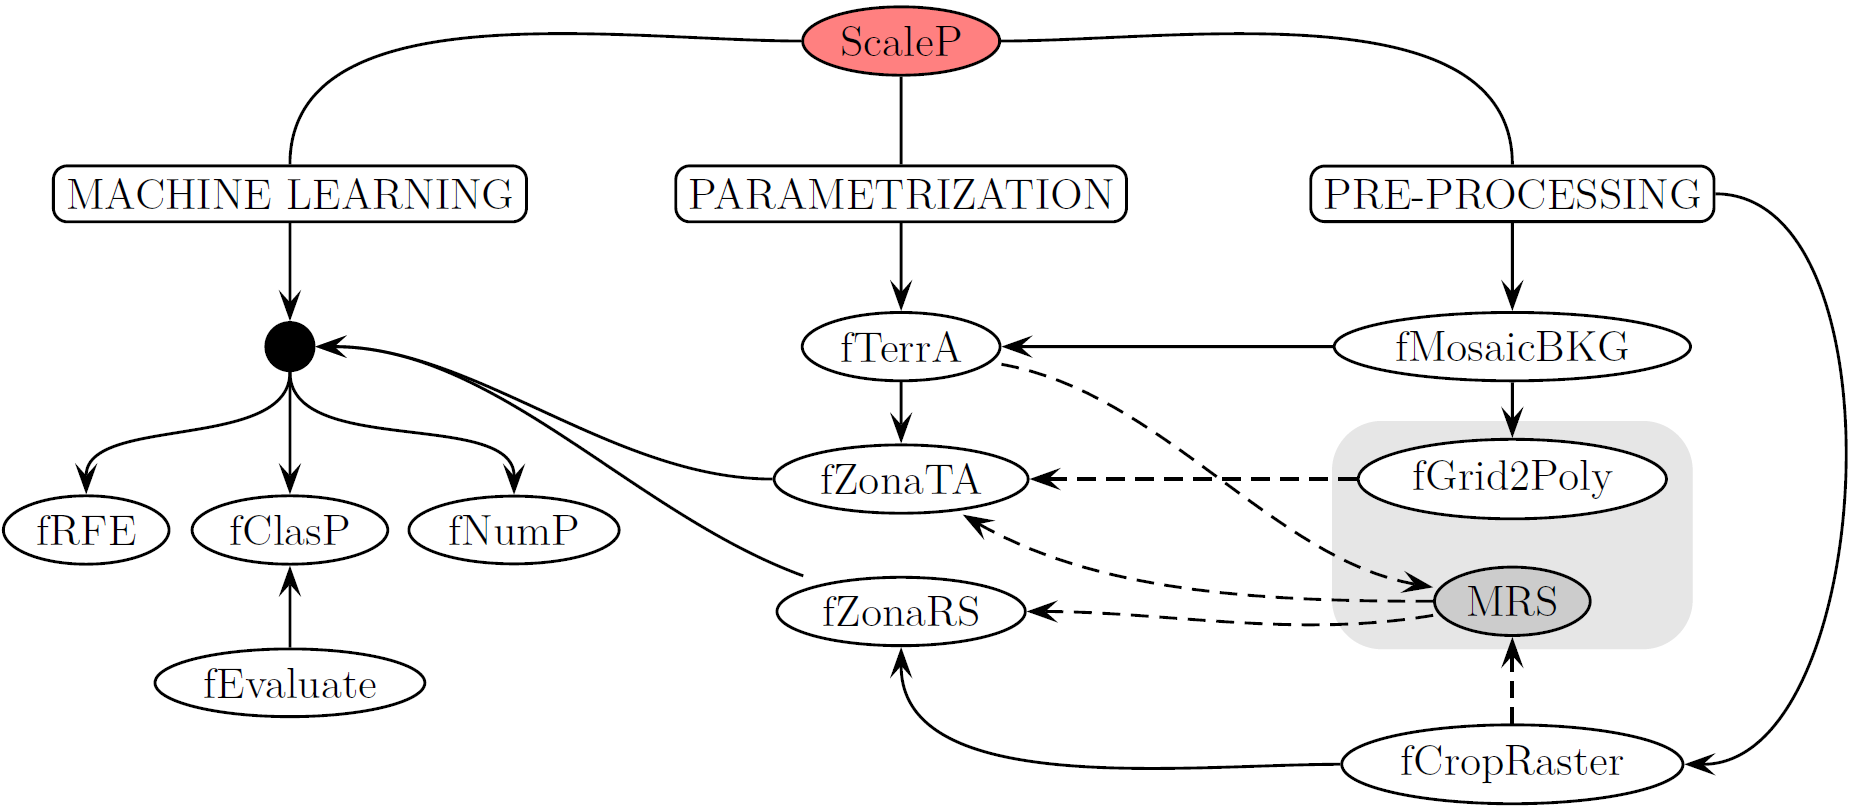 ScaleP
MACHINE LEARNING
PARAMETRIZATION
PRE-PROCESSING
fTerrA
fMosaicBKG
fZonaTA
fGrid2Poly
fRFE
fClasP
fNumP
fZonaRS
MRS
fEvaluate
fCropRaster